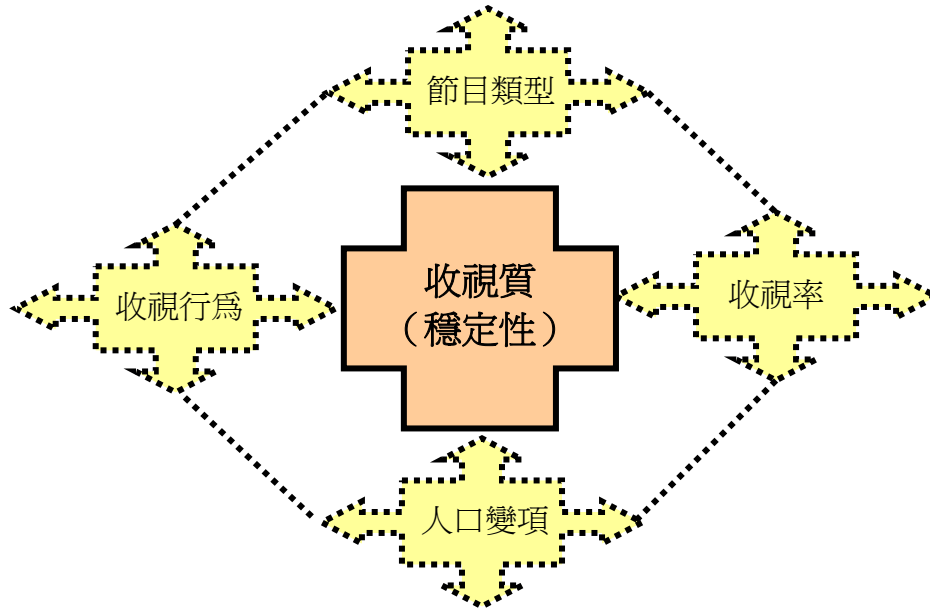 節目類型
收視行為
收視質
（穩定性）
收視率
人口變項